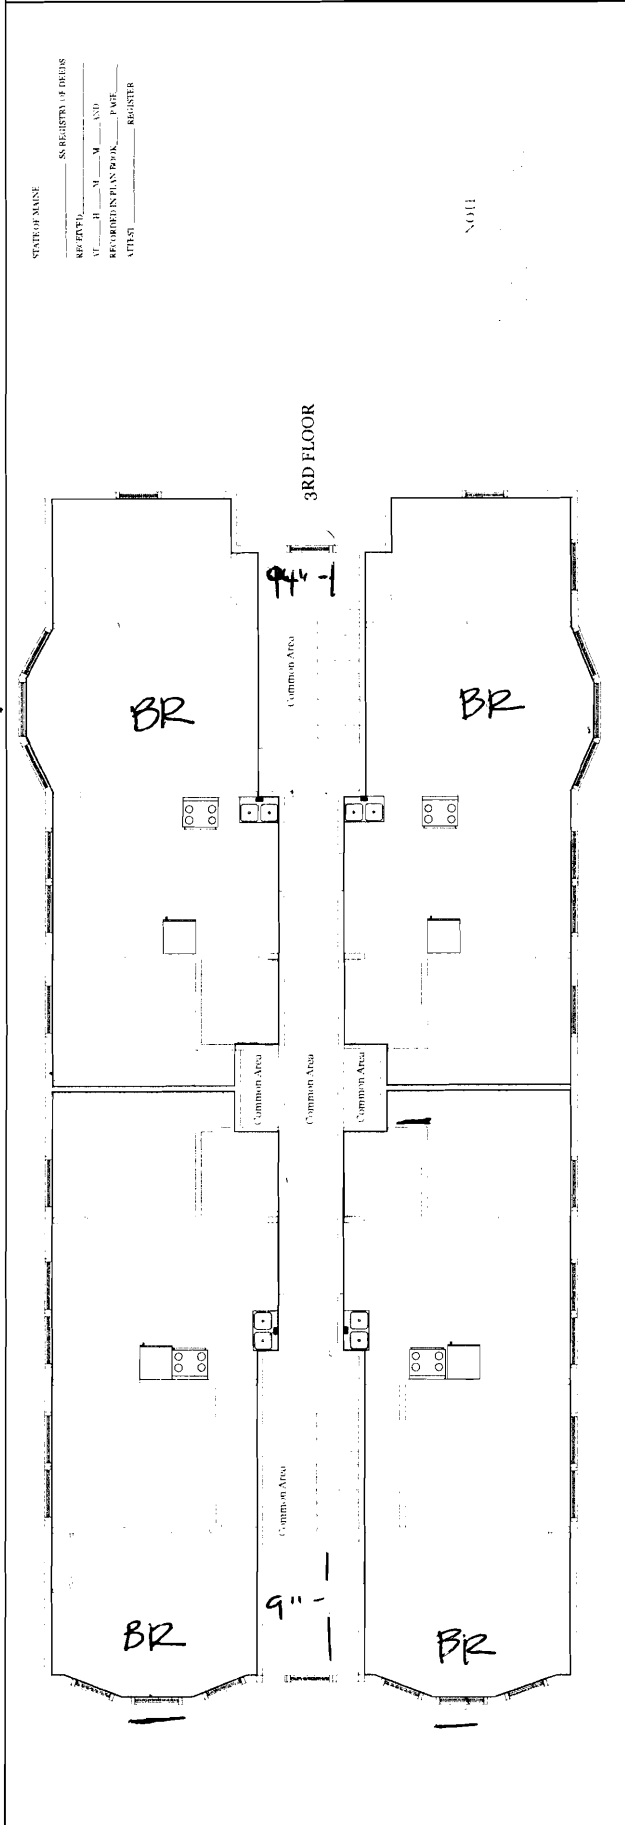 STATE OF MAINE
SS REGISTRY OF DEEDS
RECEIVED
AT H M M AND
RECORDED IN PLAN BOOK PAGE
ATTEST REGISTER
3RD FLOOR
Common Area
BR
BR
Common Area
Common Area
Common Area
Common Area
9" -
BR
BR